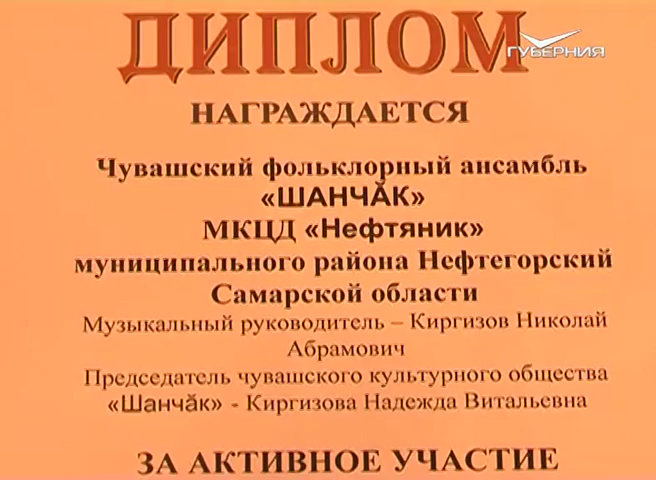 ДИПЛОМ
ГУБЕРНИЯ
НАГРАЖДАЕТСЯ
Чувашский фольклорный ансамбль
«ШАНЧĂК»
МКЦД «Нефтяник»
муниципального района Нефтегорский
Самарской области
Музыкальный руководитель – Киргизов Николай
Абрамович
Председатель чувашского культурного общества
«Шанчăк» - Киргизова Надежда Витальевна
ЗА АКТИВНОЕ УЧАСТИЕ